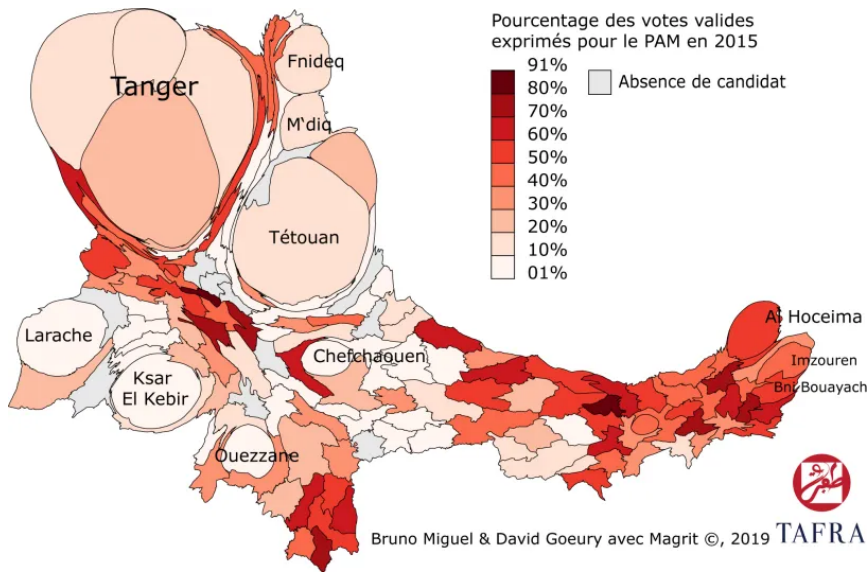 Pourcentage des votes valides
exprimés pour le PAM en 2015
91%
80%
70%
60%
50%
40%
30%
20%
10%
01%
Absence de candidat
Tanger
Fnideq
M'diq
Tétouan
Larache
Ksar
El Kebir
Chefchaouen
Ouezzane
Al Hoceima
Imzouren
Bni Bouayach
Bruno Miguel & David Goeury avec Magrit ©, 2019
TAFRA